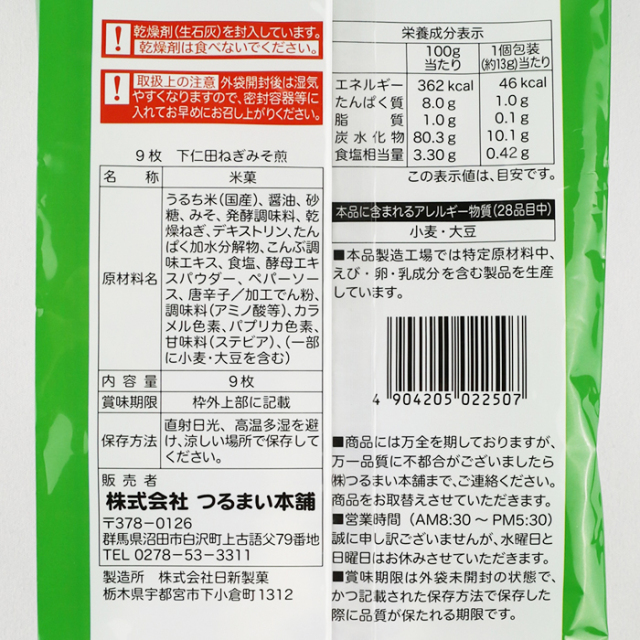 乾燥剤(生石灰)を封入しています。
乾燥剤は食べないでください。
取扱上の注意 外袋開封後は湿気
やすくなりますので、密封容器等に
入れてお早めにお召し上がりください。
9枚 下仁田ねぎみそ煎
名称 米菓
原材料名 うるち米(国産)、醤油、砂
糖、みそ、発酵調味料、乾
燥ねぎ、デキストリン、たん
ぱく加水分解物、こんぶ調
味エキス、食塩、酵母エキ
スパウダー、ペパーソー
ス、唐辛子/加工でん粉、
調味料(アミノ酸等)、カラ
メル色素、パプリカ色素、
甘味料(ステビア)、(一部
に小麦・大豆を含む)
内容量 9枚
賞味期限 枠外上部に記載
保存方法 直射日光、高温多湿を避
け、涼しい場所で保存してください。
販売者
株式会社 つるまい本舗
〒378-0126
群馬県沼田市白沢町上古語父79番地
TEL 0278-53-3311
製造所 株式会社日新製菓
栃木県宇都宮市下小倉町1312
栄養成分表示
100g当たり 1個包装(約13g)当たり
エネルギー 362kcal 46kcal
たんぱく質 8.0g 1.0g
脂質 1.0g 0.1g
炭水化物 80.3g 10.1g
食塩相当量 3.30g 0.42g
この表示値は、目安です。
本品に含まれるアレルギー物質(28品目中)
小麦・大豆
■本品製造工場では特定原材料中、
えび・卵・乳成分を含む製品を生産
しています。
4 904205 022507
■商品には万全を期しておりますが、
万一品質に不都合がございましたら
㈱つるまい本舗まで、ご連絡ください。
商品をお取替えさせていただきます。
■営業時間(AM8:30～PM5:30)
誠に申し訳ございませんが、水曜日と
日曜日はお休みさせていただきます。
■賞味期限は外袋未開封の状態で、
かつ記載された保存方法で保存した
際に品質が保たれる期限です。